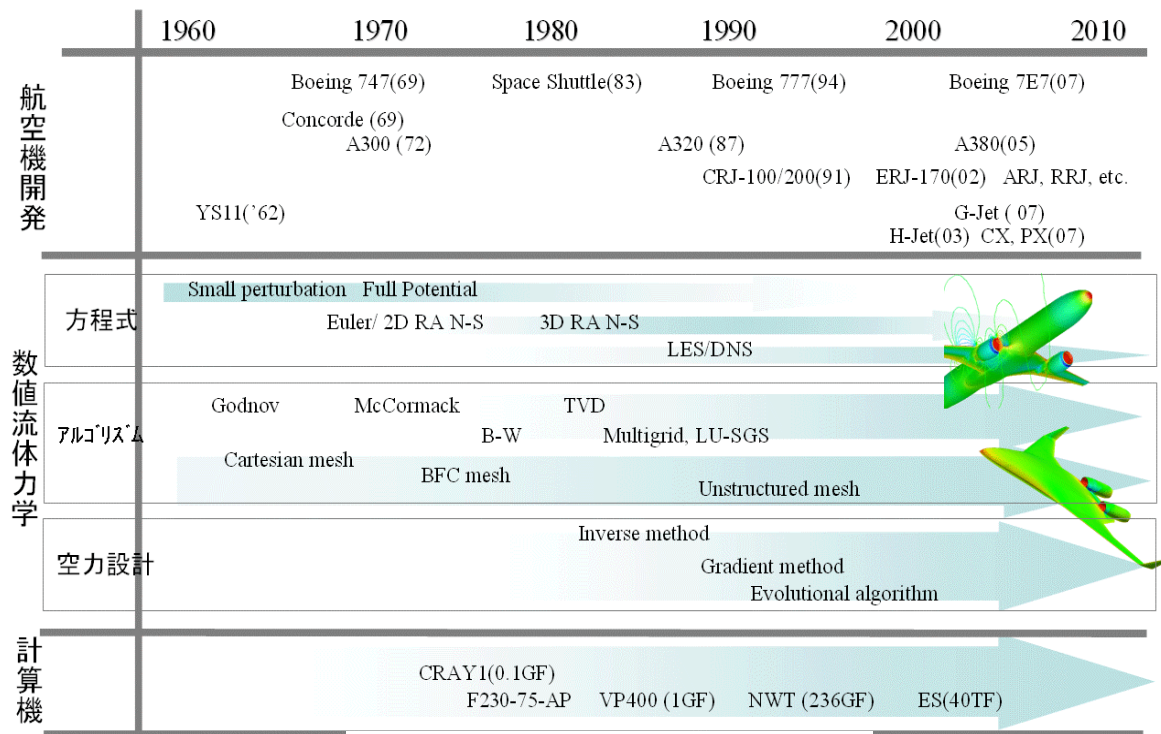 1960 1970 1980 1990 2000 2010
航空機開発
Boeing 747(69) Space Shuttle(83) Boeing 777(94) Boeing 7E7(07)
Concorde (69)
A300 (72) A320 (87) A380(05)
CRJ-100/200(91) ERJ-170(02) ARJ, RRJ, etc.
YS11(’62) G-Jet ( 07)
H-Jet(03) CX, PX(07)
数値流体力学
方程式
Small perturbation Full Potential
Euler/ 2D RA N-S 3D RA N-S
LES/DNS
ｱﾙｺﾞﾘｽﾞﾑ
Godnov McCormack TVD
B-W Multigrid, LU-SGS
Cartesian mesh
BFC mesh
Unstructured mesh
空力設計
Inverse method
Gradient method
Evolutional algorithm
計算機
CRAY1(0.1GF)
F230-75-AP VP400 (1GF) NWT (236GF) ES(40TF)